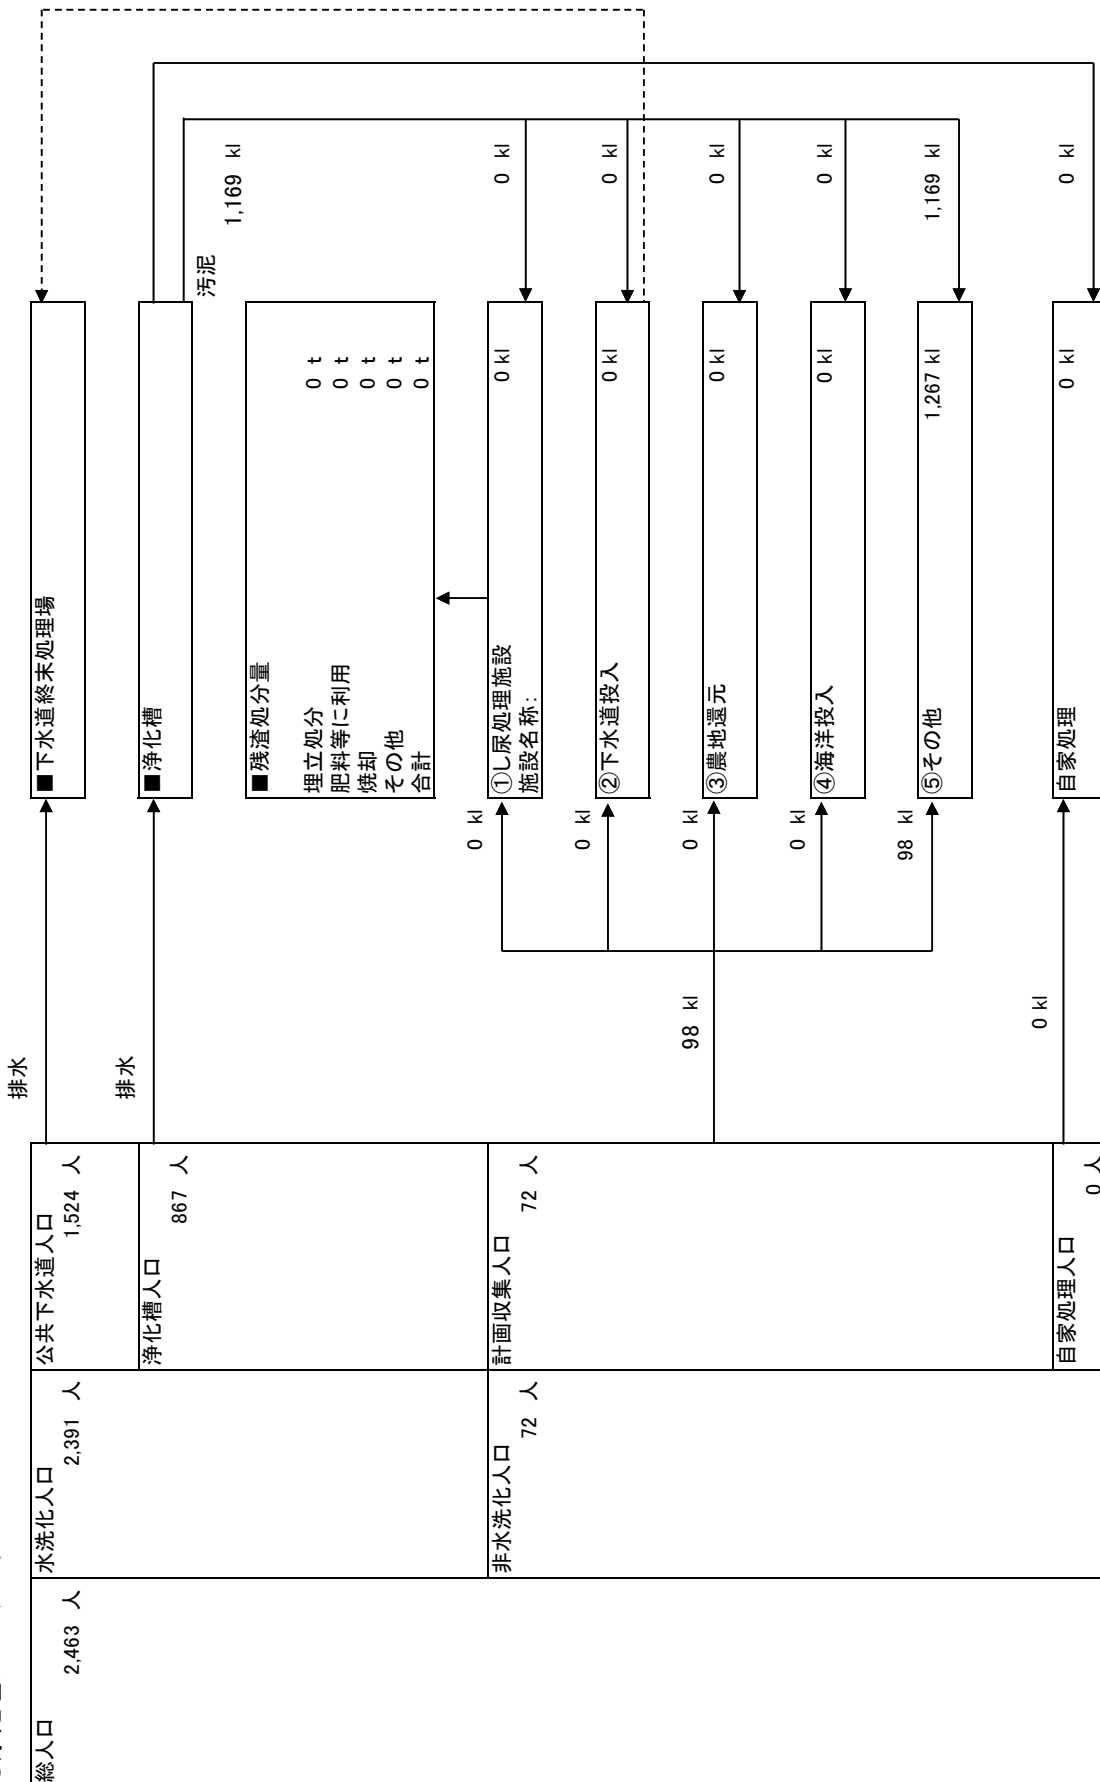 総人口
2,463 人
水洗化人口
2,391 人
公共下水道人口
1,524 人
排水
■下水道終末処理場
浄化槽人口
867 人
排水
■浄化槽
汚泥
1,169 kl
■残渣処分量
埋立処分 0 t
肥料等に利用 0 t
焼却 0 t
その他 0 t
合計 0 t
非水洗化人口
72 人
計画収集人口
72 人
98 kl
0 kl
①し尿処理施設 0 kl
施設名称:
0 kl
0 kl
②下水道投入 0 kl
0 kl
0 kl
③農地還元 0 kl
0 kl
0 kl
④海洋投入 0 kl
0 kl
98 kl
⑤その他 1,267 kl
1,169 kl
自家処理人口
0 人
0 kl
自家処理 0 kl
0 kl